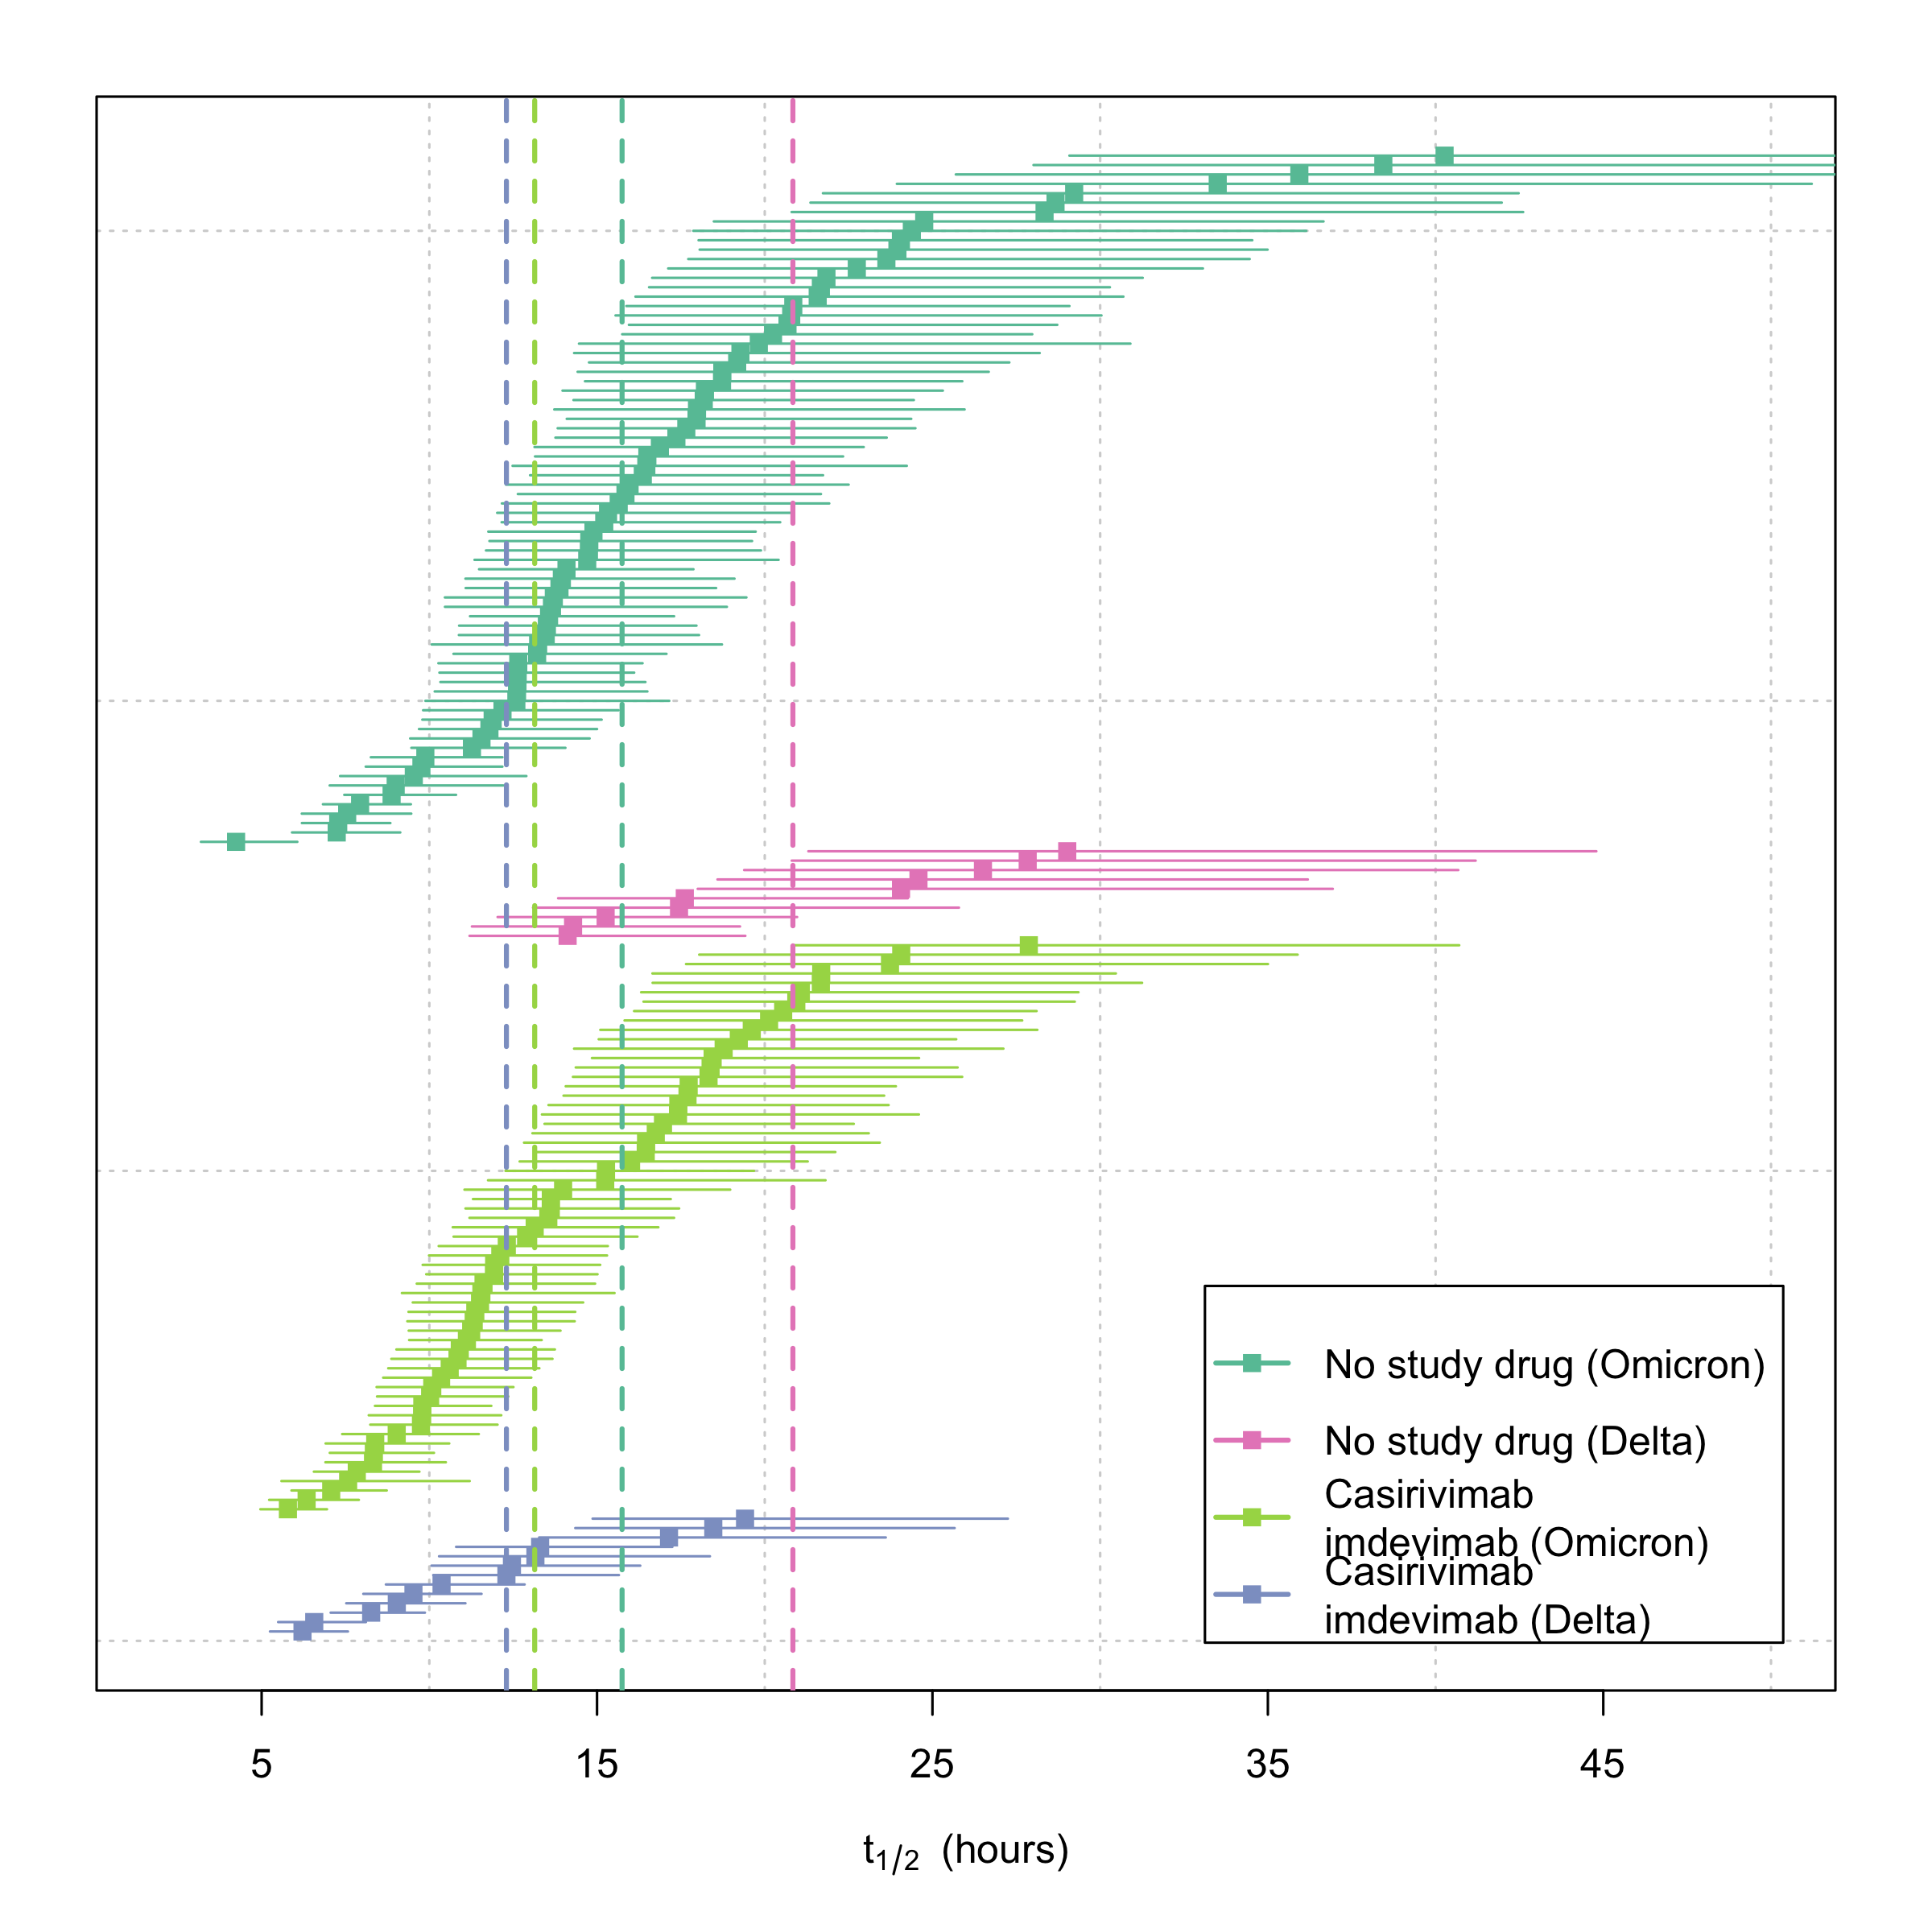 No study drug (Omicron)
No study drug (Delta)
Casirivimab
imdevimab (Omicron)
Casirivimab
imdevimab (Delta)
5 15 25 35 45
t1/2 (hours)